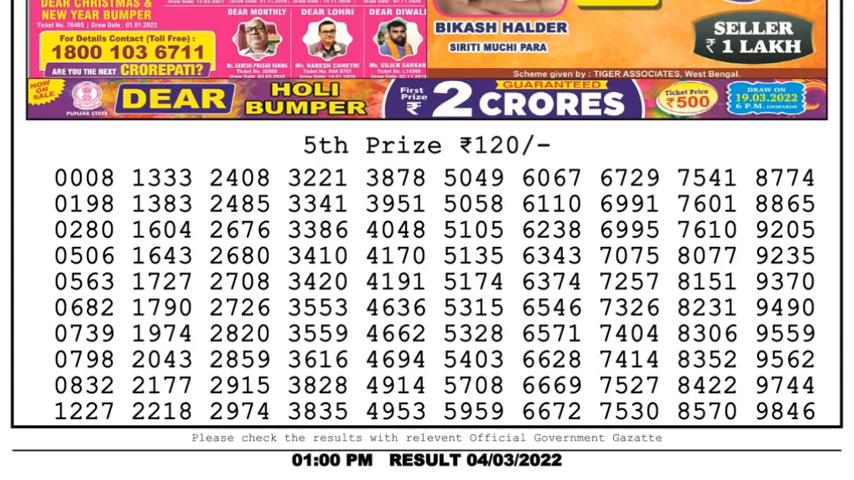 DEAR CHRISTMAS &
NEW YEAR BUMPER
Ticket No. 76465 | Draw Date : 01.01.2022
For Details Contact (Toll Free) :
1800 103 6711
ARE YOU THE NEXT CROREPATI?
DEAR MONTHLY
DEAR LOHRI
DEAR DIWALI
BIKASH HALDER
SIRITI MUCHI PARA
SELLER
₹ 1 LAKH
Scheme given by : TIGER ASSOCIATES, West Bengal.
NOW ON SALE
PUNJAB STATE
DEAR HOLI BUMPER
First Prize ₹ 2 CRORES
GUARANTEED
Ticket Price
₹500
DRAW ON
19.03.2022
6 P.M. ONWARDS
5th Prize ₹120/-
0008 1333 2408 3221 3878 5049 6067 6729 7541 8774
0198 1383 2485 3341 3951 5058 6110 6991 7601 8865
0280 1604 2676 3386 4048 5105 6238 6995 7610 9205
0506 1643 2680 3410 4170 5135 6343 7075 8077 9235
0563 1727 2708 3420 4191 5174 6374 7257 8151 9370
0682 1790 2726 3553 4636 5315 6546 7326 8231 9490
0739 1974 2820 3559 4662 5328 6571 7404 8306 9559
0798 2043 2859 3616 4694 5403 6628 7414 8352 9562
0832 2177 2915 3828 4914 5708 6669 7527 8422 9744
1227 2218 2974 3835 4953 5959 6672 7530 8570 9846
Please check the results with relevent Official Government Gazatte
01:00 PM RESULT 04/03/2022